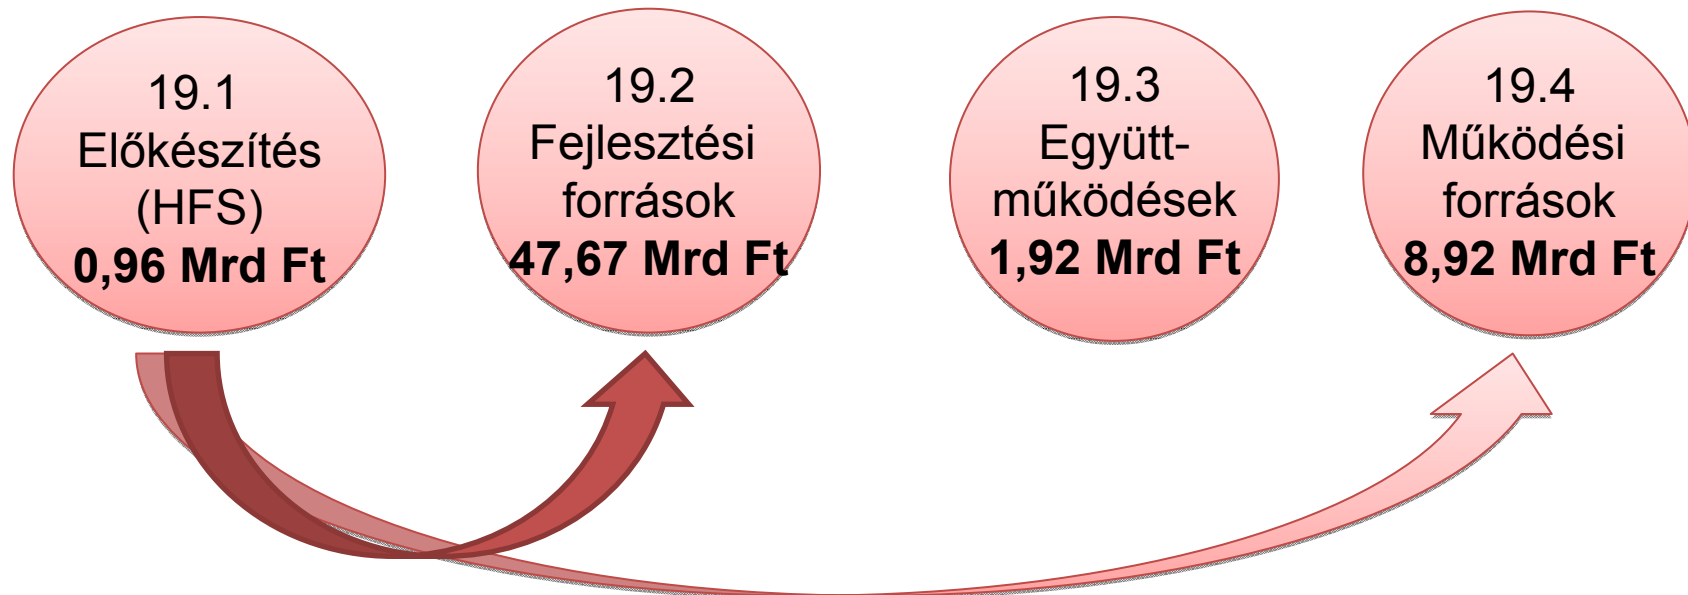 19.1
Előkészítés
(HFS)
0,96 Mrd Ft
19.2
Fejlesztési
források
47,67 Mrd Ft
19.3
Együtt-
működések
1,92 Mrd Ft
19.4
Működési
források
8,92 Mrd Ft